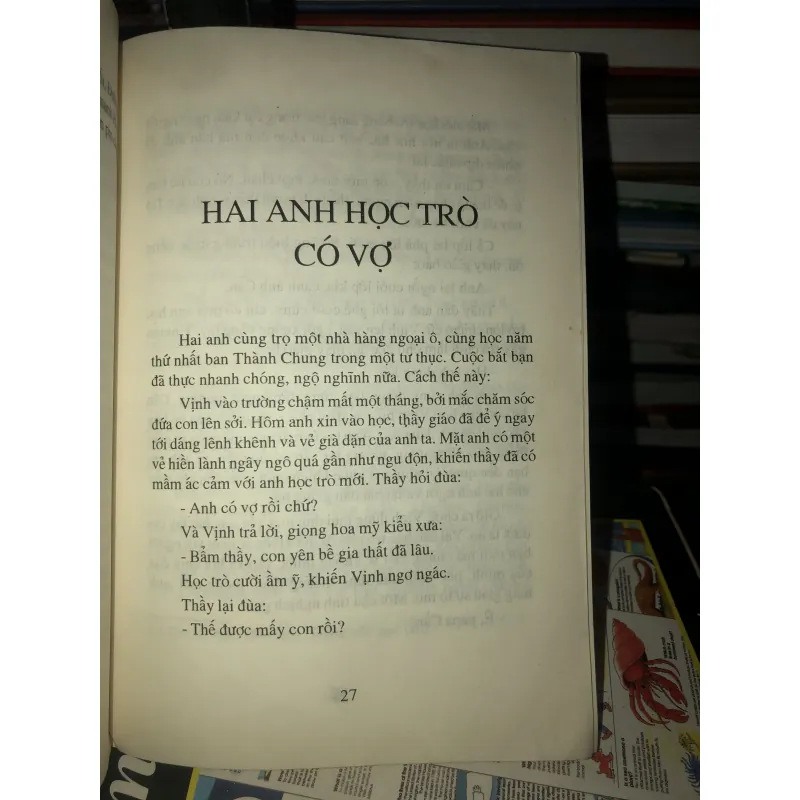 HAI ANH HỌC TRÒ
CÓ VỢ
Hai anh cùng trọ một nhà hàng ngoại ô, cùng học năm
thứ nhất ban Thành Chung trong một tư thục. Cuộc bắt bạn
đã thực nhanh chóng, ngộ nghĩnh nữa. Cách thế này:
Vịnh vào trường chậm mất một tháng, bởi mắc chăm sóc
đứa con lên sởi. Hôm anh xin vào học, thầy giáo đã để ý ngay
tới dáng lênh khênh và vẻ già dặn của anh ta. Mặt anh có một
vẻ hiền lành ngây ngô quá gần như ngu độn, khiến thầy đã có
mầm ác cảm với anh học trò mới. Thầy hỏi đùa:
- Anh có vợ rồi chứ?
Và Vịnh trả lời, giọng hoa mỹ kiểu xưa:
- Bẩm thầy, con yên bề gia thất đã lâu.
Học trò cười ầm ỹ, khiến Vịnh ngơ ngác.
Thầy lại đùa:
- Thế được mấy con rồi?
27